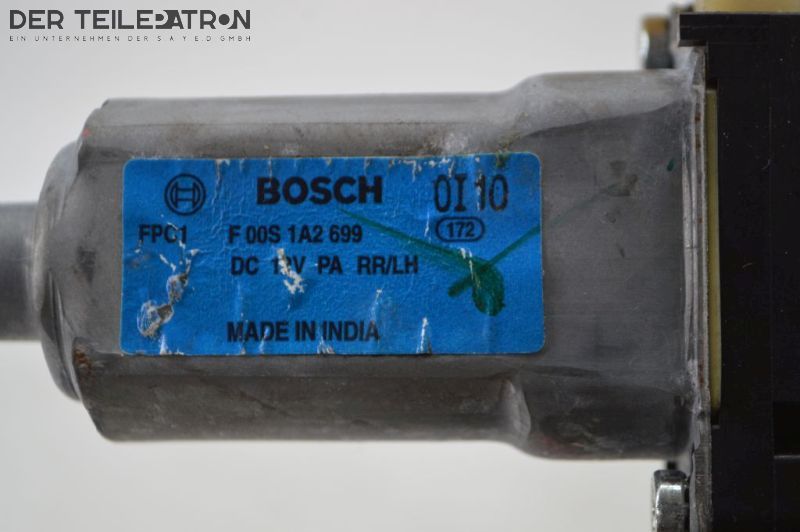 DER TEILEPATRON
EIN UNTERNEHMEN DER S A Y E.D GMBH
BOSCH 0I10
FPC1 F 00S 1A2 699 172
DC 12V PA RR/LH
MADE IN INDIA